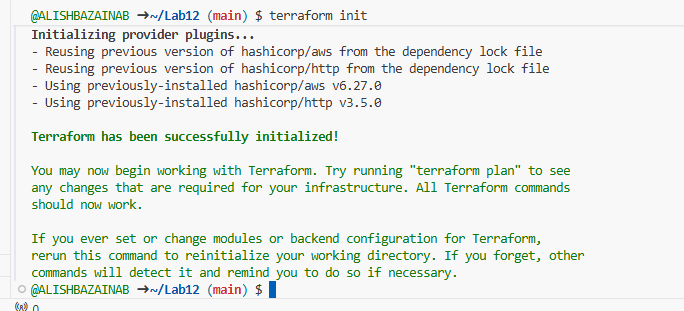 @ALISHBAZAINAB ➜~/Lab12 (main) $ terraform init
Initializing provider plugins...
- Reusing previous version of hashicorp/aws from the dependency lock file
- Reusing previous version of hashicorp/http from the dependency lock file
- Using previously-installed hashicorp/aws v6.27.0
- Using previously-installed hashicorp/http v3.5.0
Terraform has been successfully initialized!
You may now begin working with Terraform. Try running "terraform plan" to see
any changes that are required for your infrastructure. All Terraform commands
should now work.
If you ever set or change modules or backend configuration for Terraform,
rerun this command to reinitialize your working directory. If you forget, other
commands will detect it and remind you to do so if necessary.
@ALISHBAZAINAB ➜~/Lab12 (main) $
0